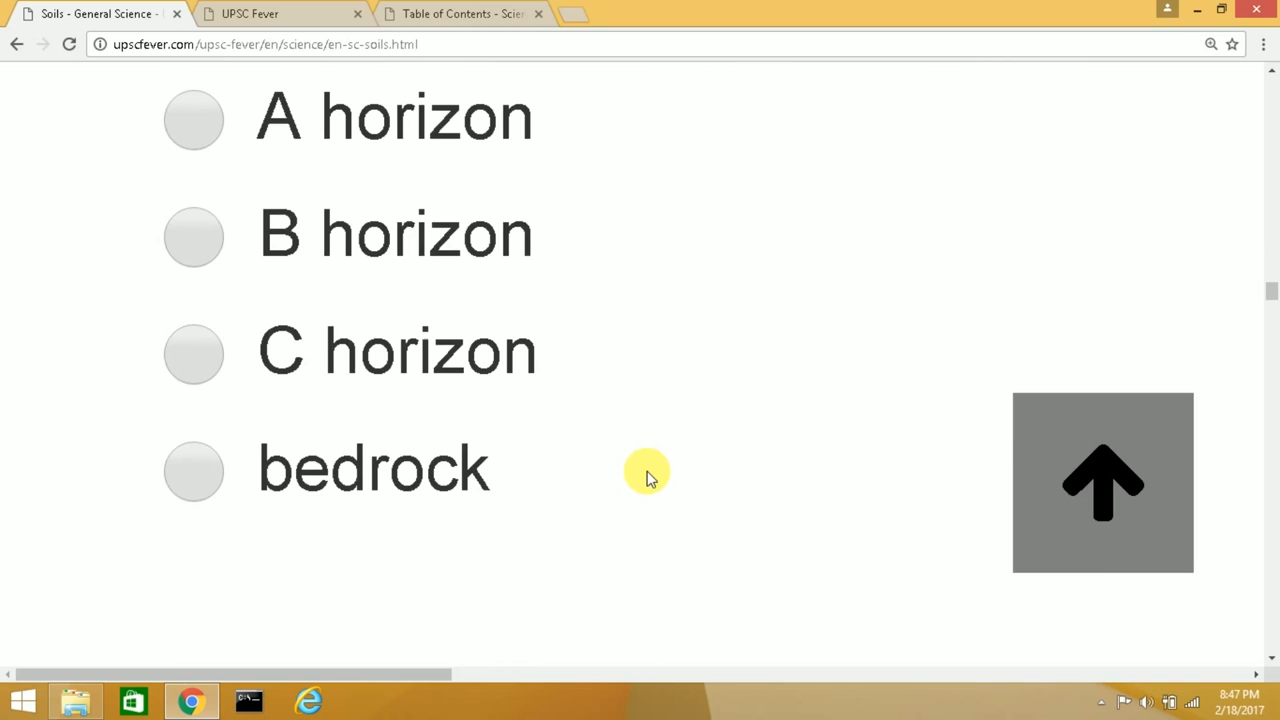 Soils - General Science -
UPSC Fever
Table of Contents - Scien
upscfever.com/upsc-fever/en/science/en-sc-soils.html
A horizon
B horizon
C horizon
bedrock
8:47 PM
2/18/2017